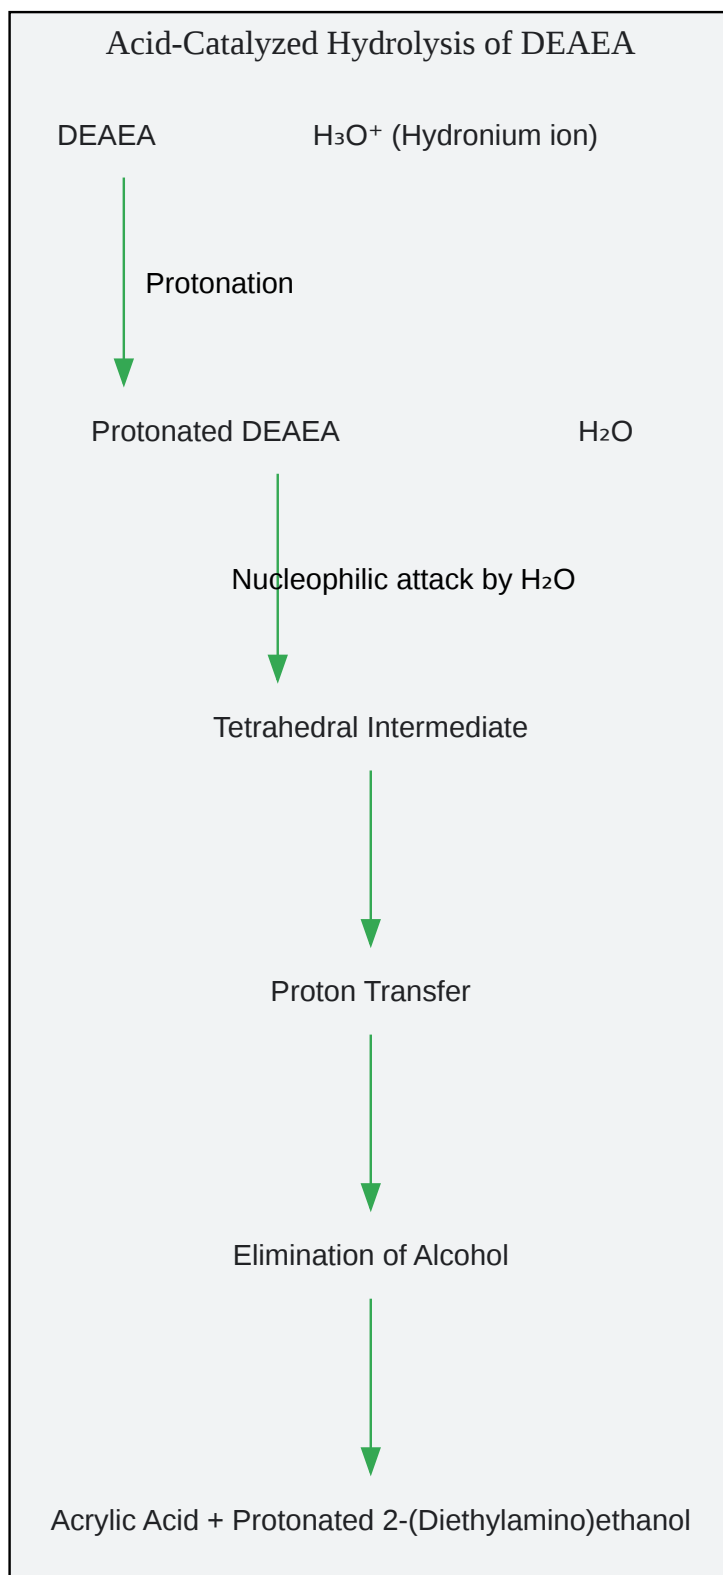 Acid-Catalyzed Hydrolysis of DEAEA
DEAEA
H₃O⁺ (Hydronium ion)
Protonation
Protonated DEAEA
H₂O
Nucleophilic attack by H₂O
Tetrahedral Intermediate
Proton Transfer
Elimination of Alcohol
Acrylic Acid + Protonated 2-(Diethylamino)ethanol